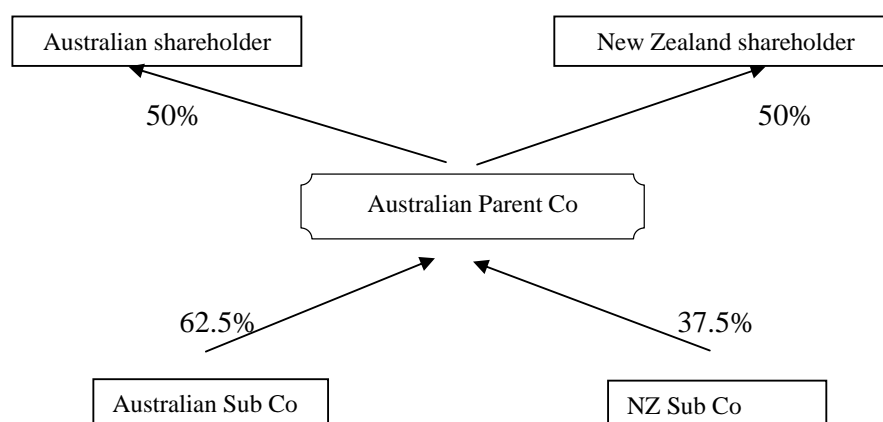 Australian shareholder
New Zealand shareholder
50%
50%
Australian Parent Co
62.5%
37.5%
Australian Sub Co
NZ Sub Co